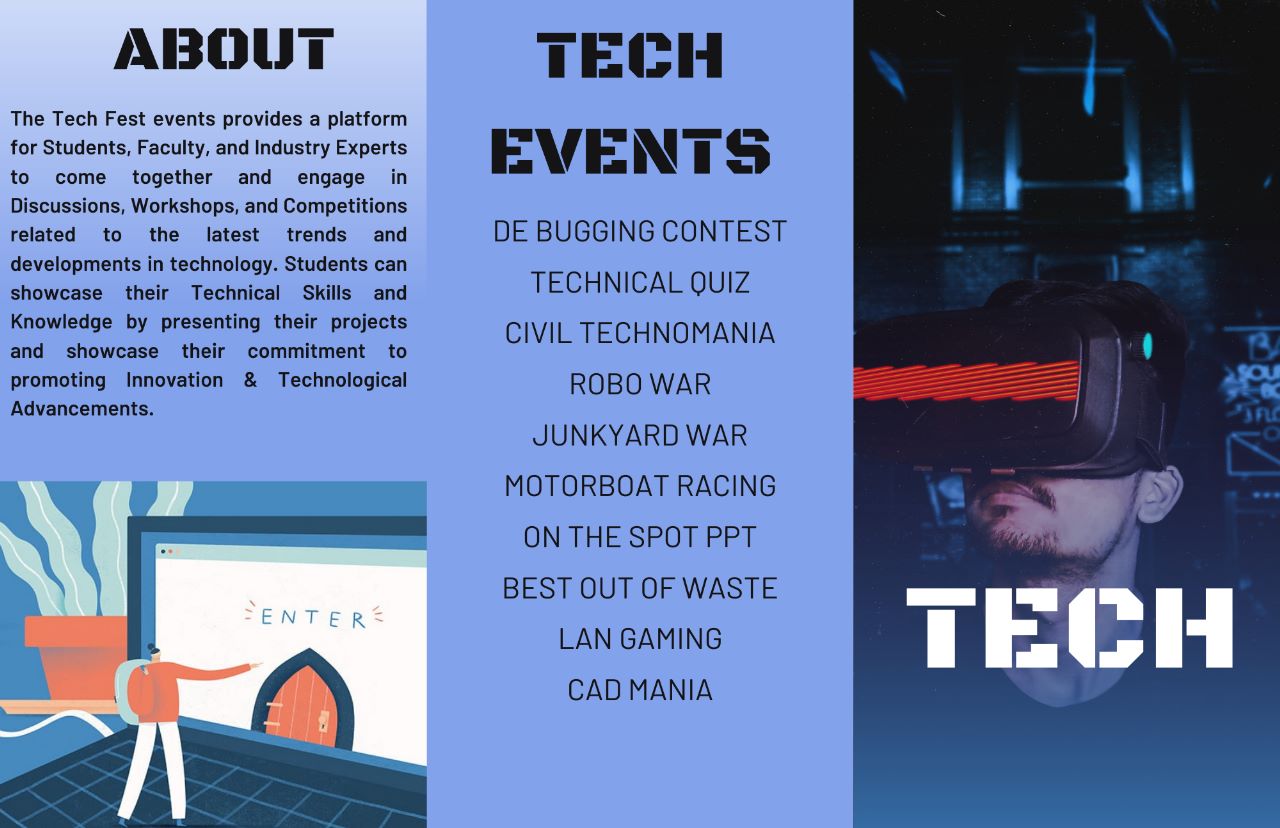 ABOUT
The Tech Fest events provides a platform
for Students, Faculty, and Industry Experts
to come together and engage in
Discussions, Workshops, and Competitions
related to the latest trends and
developments in technology. Students can
showcase their Technical Skills and
Knowledge by presenting their projects
and showcase their commitment to
promoting Innovation & Technological
Advancements.
ENTER
TECH
EVENTS
DE BUGGING CONTEST
TECHNICAL QUIZ
CIVIL TECHNOMANIA
ROBO WAR
JUNKYARD WAR
MOTORBOAT RACING
ON THE SPOT PPT
BEST OUT OF WASTE
LAN GAMING
CAD MANIA
TECH